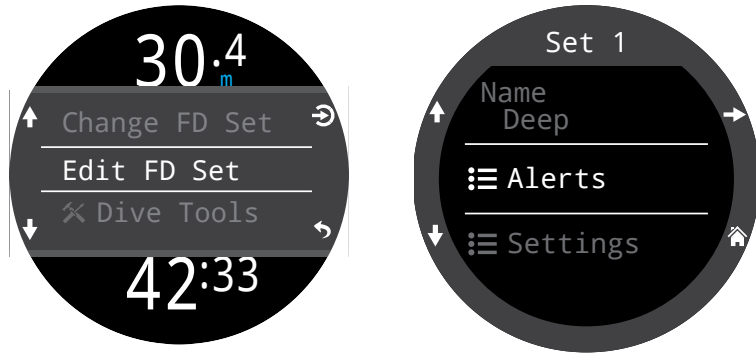 30.4
m
Change FD Set
Edit FD Set
Dive Tools
42:33
Set 1
Name
Deep
Alerts
Settings